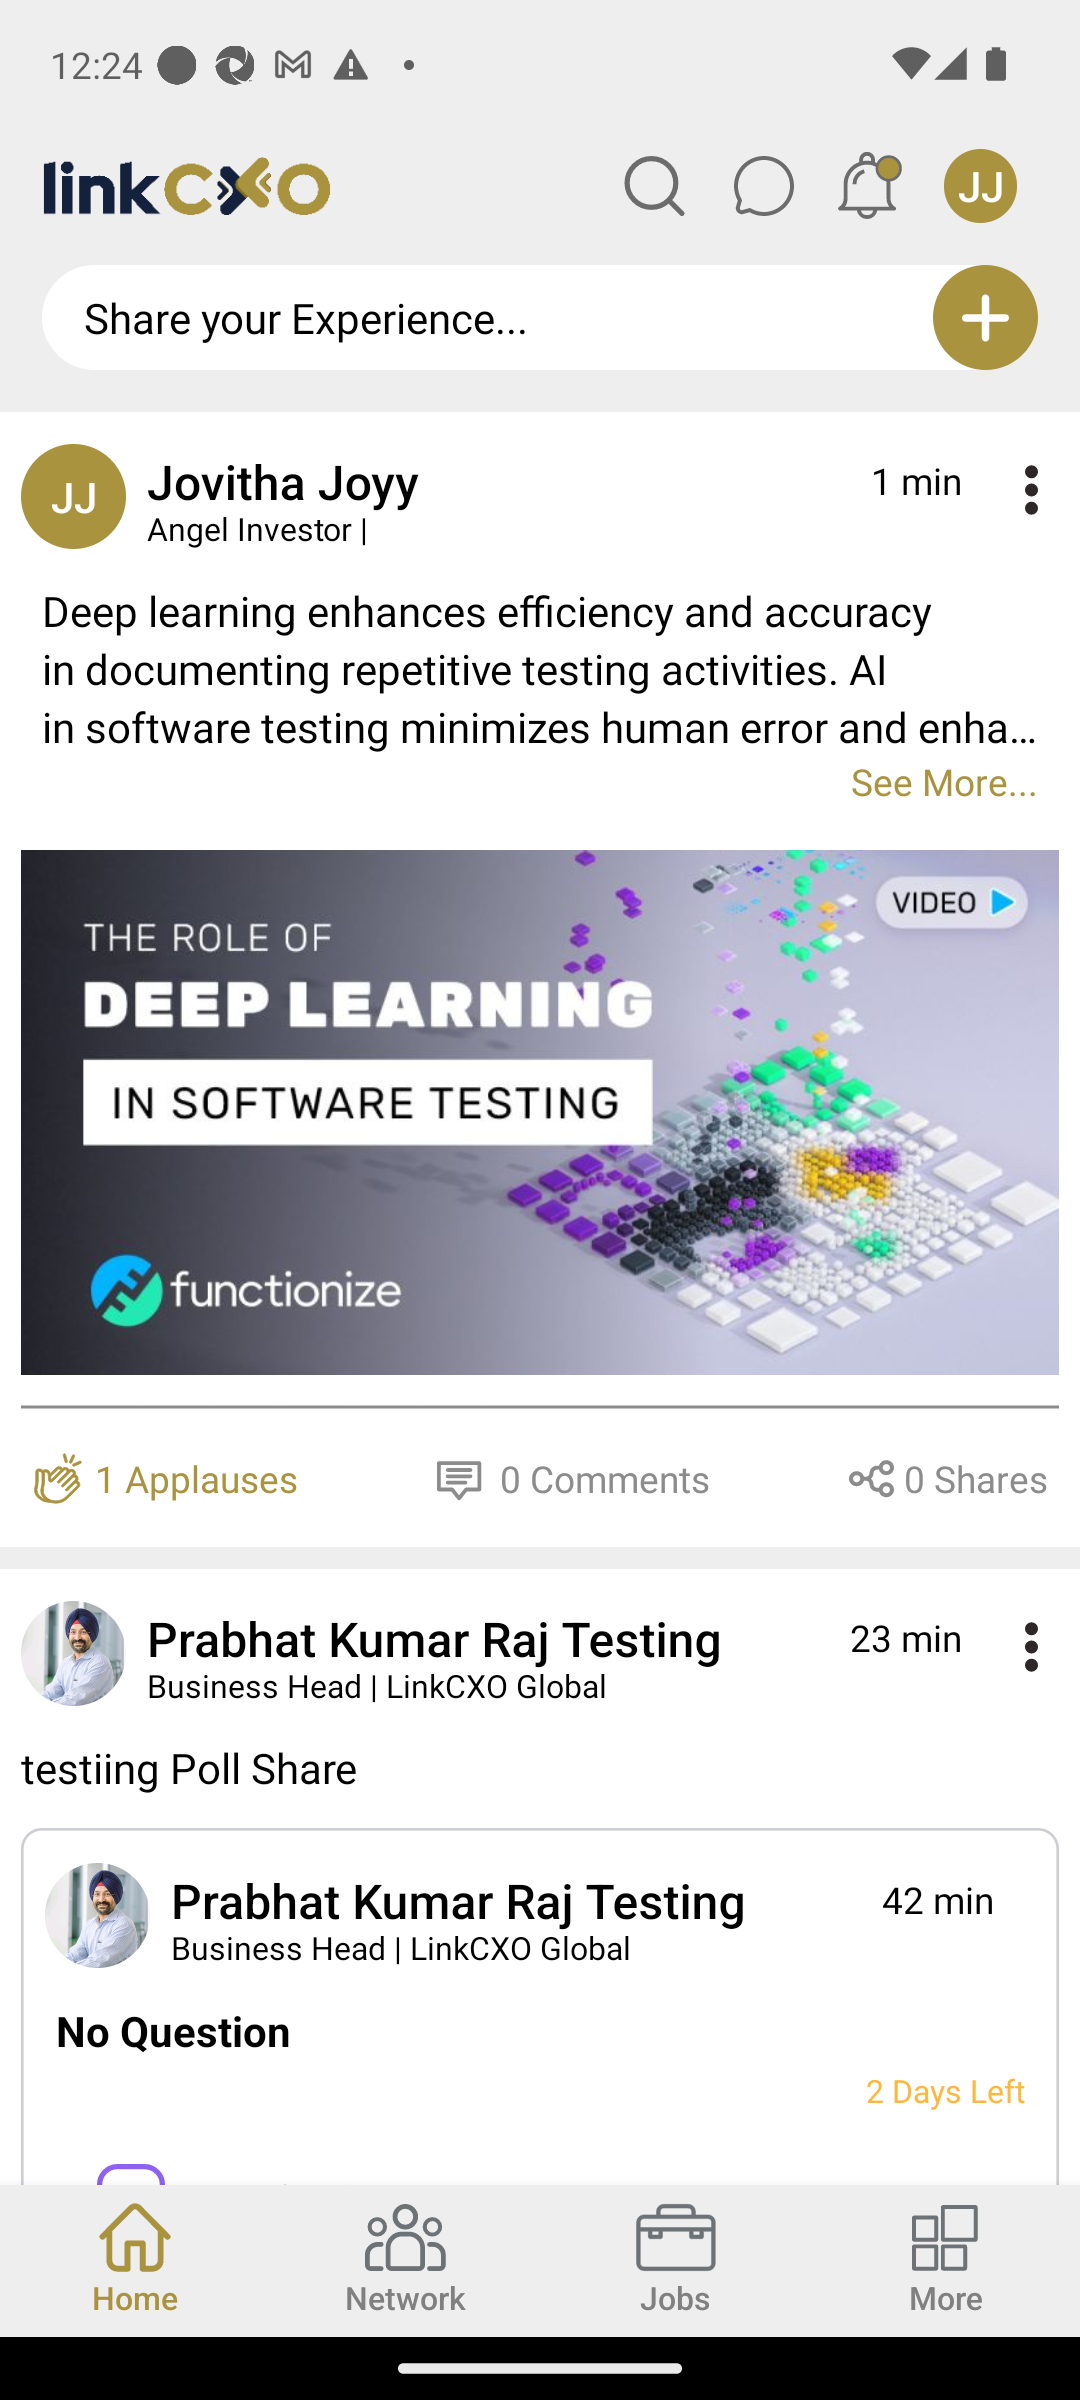 12:24
linkCXO
JJ
Share your Experience...
JJ
Jovitha Joyy
1 min
Angel Investor |
Deep learning enhances efficiency and accuracy
in documenting repetitive testing activities. AI
in software testing minimizes human error and enha...
See More...
VIDEO
THE ROLE OF
DEEP LEARNING
IN SOFTWARE TESTING
functionize
1 Applauses
0 Comments
0 Shares
Prabhat Kumar Raj Testing
23 min
Business Head | LinkCXO Global
testiing Poll Share
Prabhat Kumar Raj Testing
42 min
Business Head | LinkCXO Global
No Question
2 Days Left
Home
Network
Jobs
More